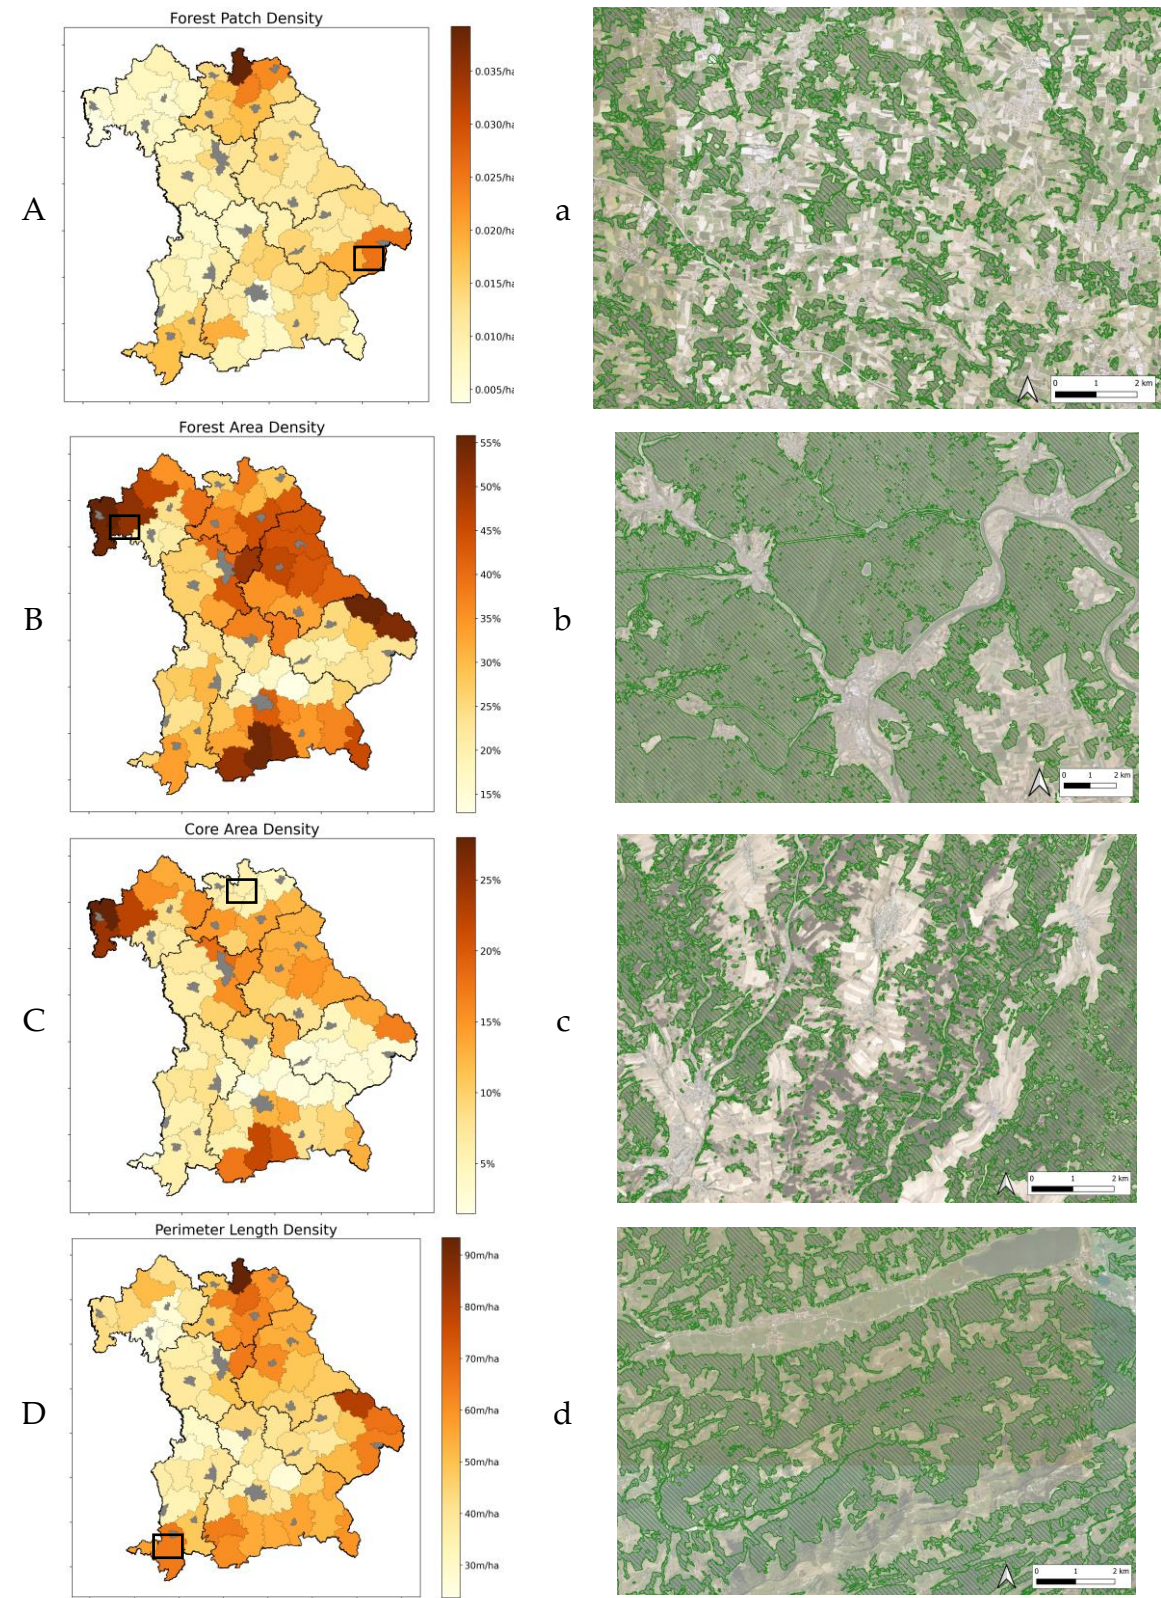 Forest Patch Density
A
0.035/ha
0.030/ha
0.025/ha
0.020/ha
0.015/ha
0.010/ha
0.005/ha
a
0 1 2 km
Forest Area Density
B
55%
50%
45%
40%
35%
30%
25%
20%
15%
b
0 1 2 km
Core Area Density
C
25%
20%
15%
10%
5%
c
0 1 2 km
Perimeter Length Density
D
90m/ha
80m/ha
70m/ha
60m/ha
50m/ha
40m/ha
30m/ha
d
0 1 2 km